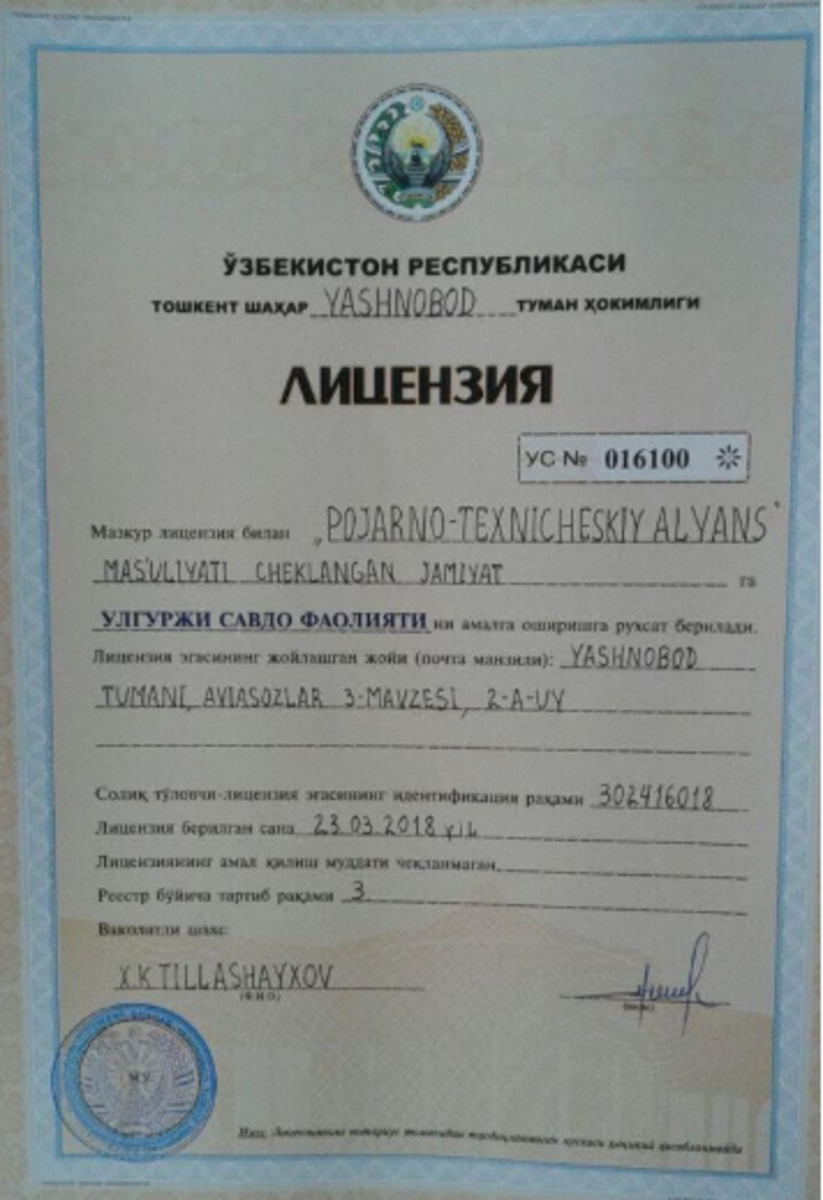 ЎЗБЕКИСТОН РЕСПУБЛИКАСИ
ТОШКЕНТ ШАҲАР YASHNOBOD ТУМАН ҲОКИМЛИГИ
ЛИЦЕНЗИЯ
УС № 016100
Мазкур лицензия билан „POJARNO-TEXNICHESKIY ALYANS"
MAS'ULIYATI CHEKLANGAN JAMIYAT га
УЛГУРЖИ САВДО ФАОЛИЯТИ ни амалга оширишга рухсат берилади.
Лицензия эгасининг жойлашган жойи (почта манзили): YASHNOBOD
TUMANI, AVIASOZLAR 3-MAVZESI, 2-A-UY
Солиқ тўловчи-лицензия эгасининг идентификация рақами 302416018
Лицензия берилган сана 23.03.2018 yil
Лицензиянинг амал қилиш муддати чекланмаган.
Реестр бўйича тартиб рақами 3
Ваколатли шахс:
X.K TILLASHAYXOV
(Ф.И.О.)
МУ